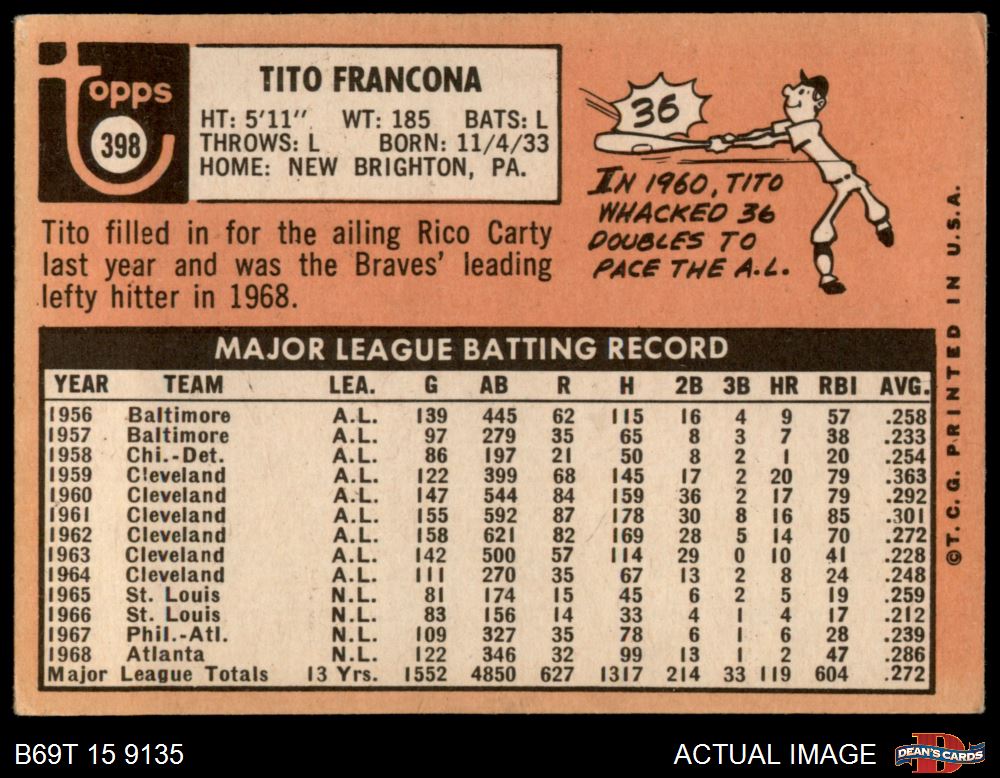 topps
398
TITO FRANCONA
HT: 5'11" WT: 185 BATS: L
THROWS: L BORN: 11/4/33
HOME: NEW BRIGHTON, PA.
Tito filled in for the ailing Rico Carty
last year and was the Braves' leading
lefty hitter in 1968.
36
IN 1960, TITO
WHACKED 36
DOUBLES TO
PACE THE A.L.
MAJOR LEAGUE BATTING RECORD
YEAR TEAM LEA. G AB R H 2B 3B HR RBI AVG.
1956 Baltimore A.L. 139 445 62 115 16 4 9 57 .258
1957 Baltimore A.L. 97 279 35 65 8 3 7 38 .233
1958 Chi.-Det. A.L. 86 197 21 50 8 2 1 20 .254
1959 Cleveland A.L. 122 399 68 145 17 2 20 79 .363
1960 Cleveland A.L. 147 544 84 159 36 2 17 79 .292
1961 Cleveland A.L. 155 592 87 178 30 8 16 85 .301
1962 Cleveland A.L. 158 621 82 169 28 5 14 70 .272
1963 Cleveland A.L. 142 500 57 114 29 0 10 41 .228
1964 Cleveland A.L. 111 270 35 67 13 2 8 24 .248
1965 St. Louis N.L. 81 174 15 45 6 2 5 19 .259
1966 St. Louis N.L. 83 156 14 33 4 1 4 17 .212
1967 Phil.-Atl. N.L. 109 327 35 78 6 1 6 28 .239
1968 Atlanta N.L. 122 346 32 99 13 1 2 47 .286
Major League Totals 13 Yrs. 1552 4850 627 1317 214 33 119 604 .272
©T. C. G. PRINTED IN U.S.A.
B69T 15 9135
ACTUAL IMAGE
D
DEAN'S CARDS